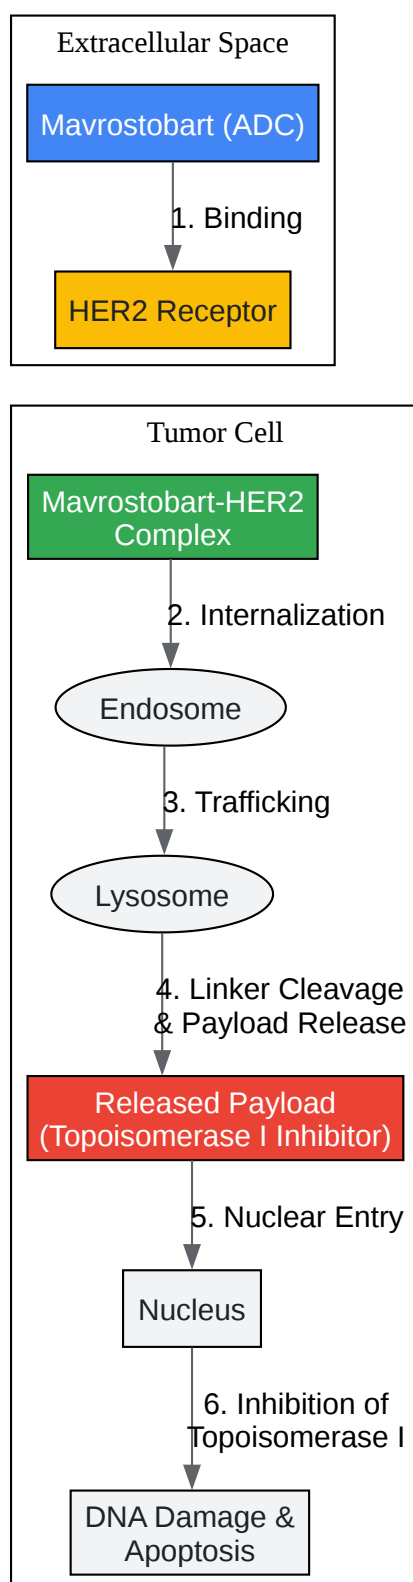 Extracellular Space
Mavrostobart (ADC)
1. Binding
HER2 Receptor
Tumor Cell
Mavrostobart-HER2
Complex
2. Internalization
Endosome
3. Trafficking
Lysosome
4. Linker Cleavage
& Payload Release
Released Payload
(Topoisomerase I Inhibitor)
5. Nuclear Entry
Nucleus
6. Inhibition of
Topoisomerase I
DNA Damage &
Apoptosis